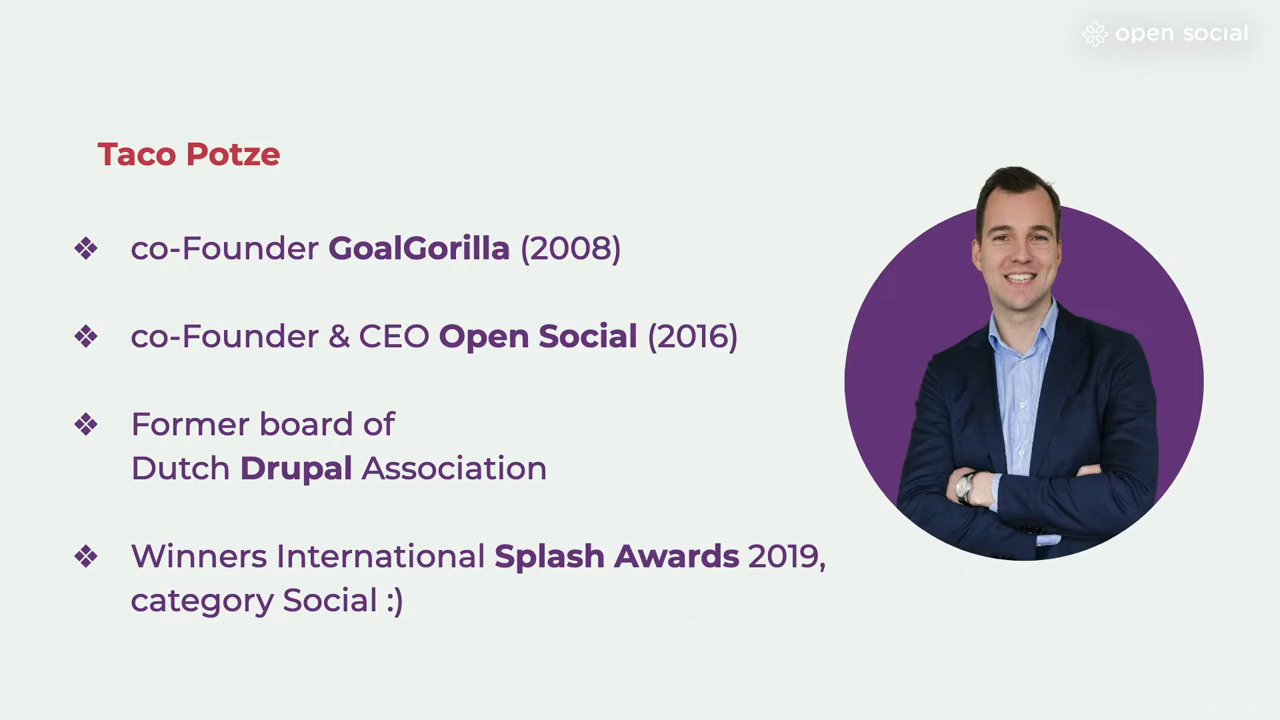 open social
Taco Potze
❖ co-Founder GoalGorilla (2008)
❖ co-Founder & CEO Open Social (2016)
❖ Former board of
Dutch Drupal Association
❖ Winners International Splash Awards 2019,
category Social :)